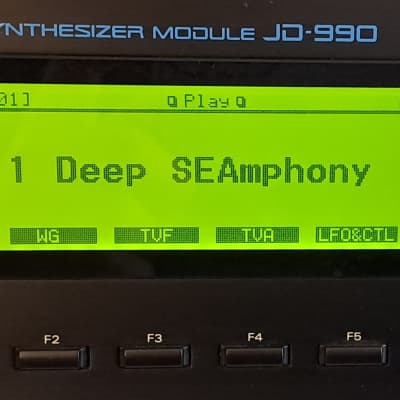 YNTHESIZER MODULE JD-990
01]
Play
1 Deep SEAmphony
WG TVF TVA LFO&CTL
F2 F3 F4 F5